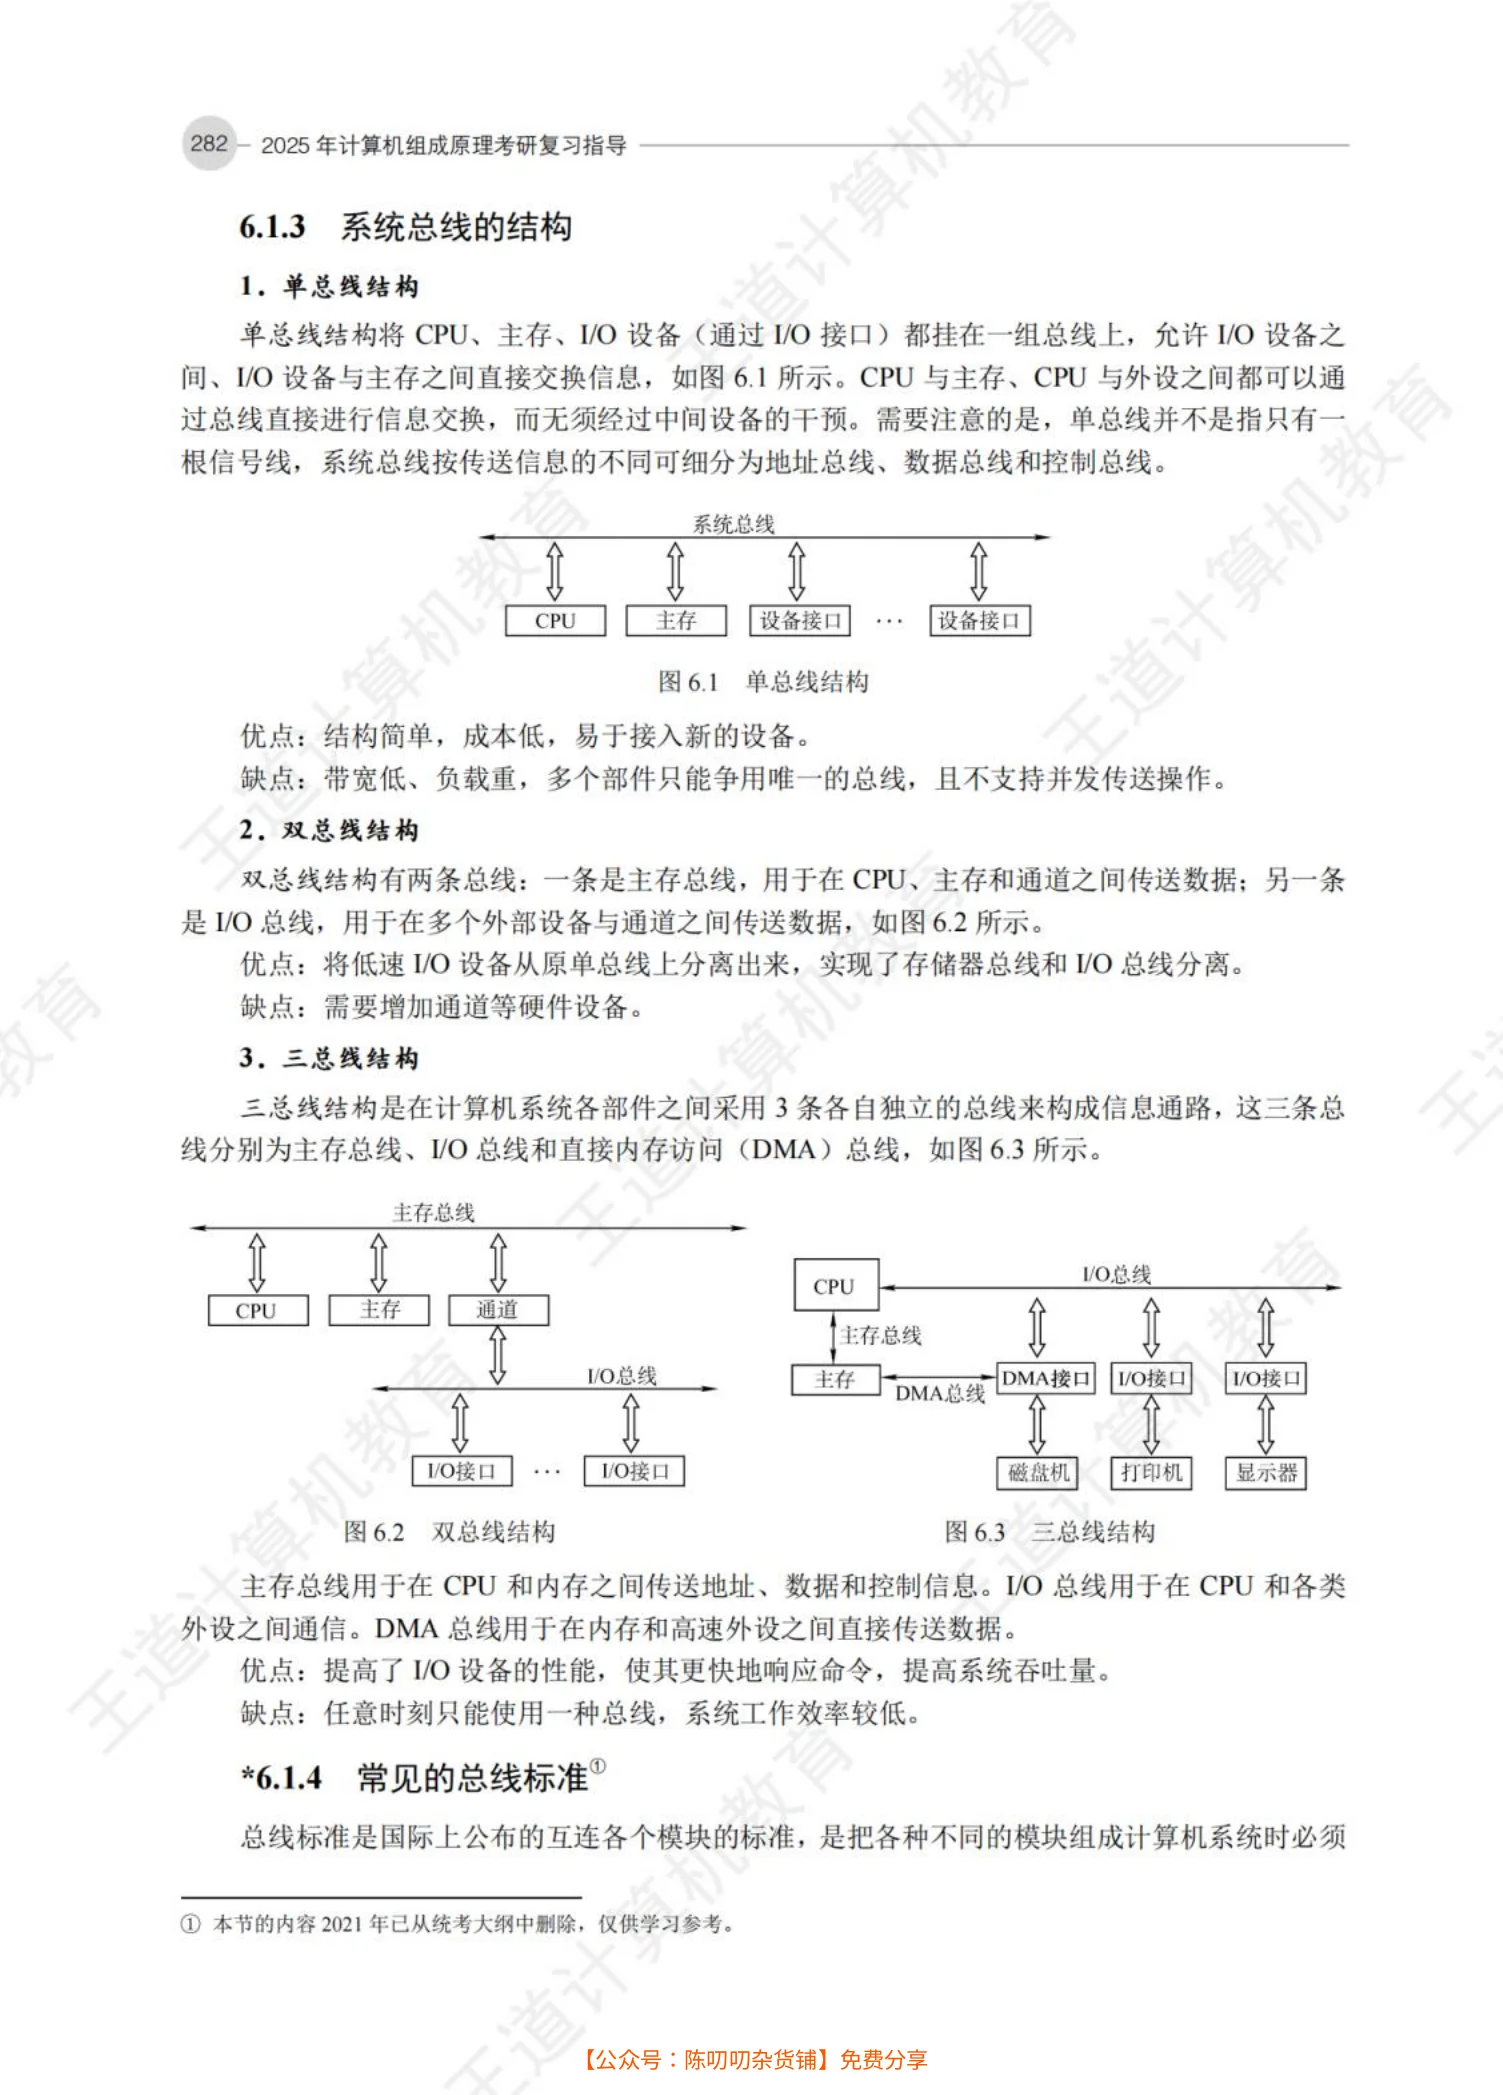 282 2025 年计算机组成原理考研复习指导
6.1.3 系统总线的结构
1. 单总线结构
单总线结构将 CPU、主存、I/O 设备（通过 I/O 接口）都挂在一组总线上，允许 I/O 设备之
间、I/O 设备与主存之间直接交换信息，如图 6.1 所示。CPU 与主存、CPU 与外设之间都可以通
过总线直接进行信息交换，而无须经过中间设备的干预。需要注意的是，单总线并不是指只有一
根信号线，系统总线按传送信息的不同可细分为地址总线、数据总线和控制总线。
系统总线
CPU 主存 设备接口 ··· 设备接口
图 6.1 单总线结构
优点：结构简单，成本低，易于接入新的设备。
缺点：带宽低、负载重，多个部件只能争用唯一的总线，且不支持并发传送操作。
2. 双总线结构
双总线结构有两条总线：一条是主存总线，用于在 CPU、主存和通道之间传送数据；另一条
是 I/O 总线，用于在多个外部设备与通道之间传送数据，如图 6.2 所示。
优点：将低速 I/O 设备从原单总线上分离出来，实现了存储器总线和 I/O 总线分离。
缺点：需要增加通道等硬件设备。
3. 三总线结构
三总线结构是在计算机系统各部件之间采用 3 条各自独立的总线来构成信息通路，这三条总
线分别为主存总线、I/O 总线和直接内存访问（DMA）总线，如图 6.3 所示。
主存总线
CPU 主存 通道
I/O总线
I/O接口 ··· I/O接口
图 6.2 双总线结构
CPU I/O总线
主存总线
主存 DMA总线 DMA接口 I/O接口 I/O接口
磁盘机 打印机 显示器
图 6.3 三总线结构
主存总线用于在 CPU 和内存之间传送地址、数据和控制信息。I/O 总线用于在 CPU 和各类
外设之间通信。DMA 总线用于在内存和高速外设之间直接传送数据。
优点：提高了 I/O 设备的性能，使其更快地响应命令，提高系统吞吐量。
缺点：任意时刻只能使用一种总线，系统工作效率较低。
*6.1.4 常见的总线标准①
总线标准是国际上公布的互连各个模块的标准，是把各种不同的模块组成计算机系统时必须
① 本节的内容 2021 年已从统考大纲中删除，仅供学习参考。
【公众号：陈叨叨杂货铺】免费分享
王道计算机教育